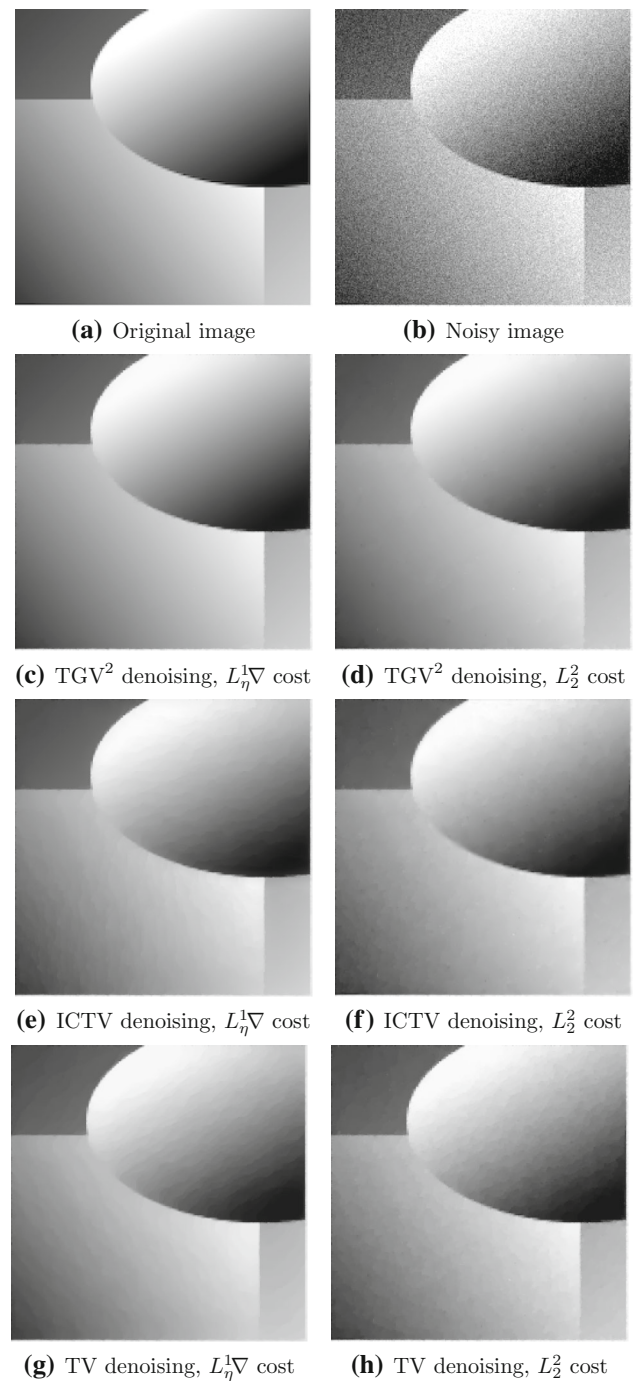 (a) Original image
(b) Noisy image
(c) TGV² denoising, L¹_η∇ cost
(d) TGV² denoising, L²₂ cost
(e) ICTV denoising, L¹_η∇ cost
(f) ICTV denoising, L²₂ cost
(g) TV denoising, L¹_η∇ cost
(h) TV denoising, L²₂ cost